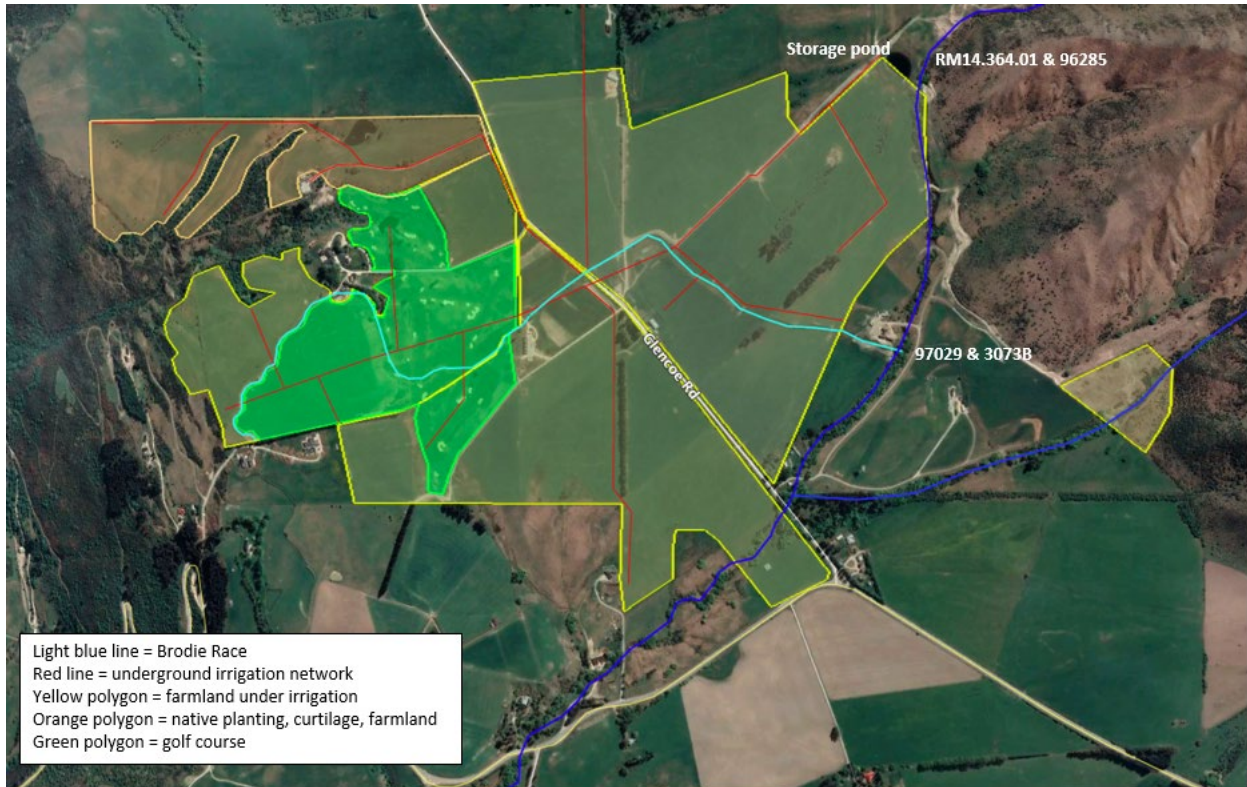 Storage pond
RM14.364.01 & 96285
Glencoe Rd
97029 & 3073B
Light blue line = Brodie Race
Red line = underground irrigation network
Yellow polygon = farmland under irrigation
Orange polygon = native planting, curtilage, farmland
Green polygon = golf course